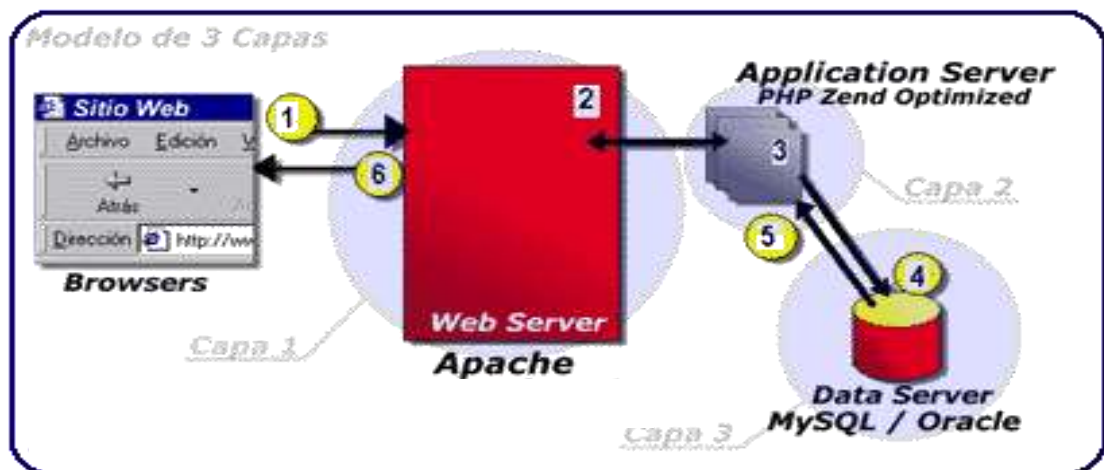 Modelo de 3 Capas
Sitio Web
Archivo Edición
Atrás
Dirección http://ww
Browsers
1
6
2
Web Server
Apache
Capa 1
Application Server
PHP Zend Optimized
3
Capa 2
5
4
Data Server
MySQL / Oracle
Capa 3